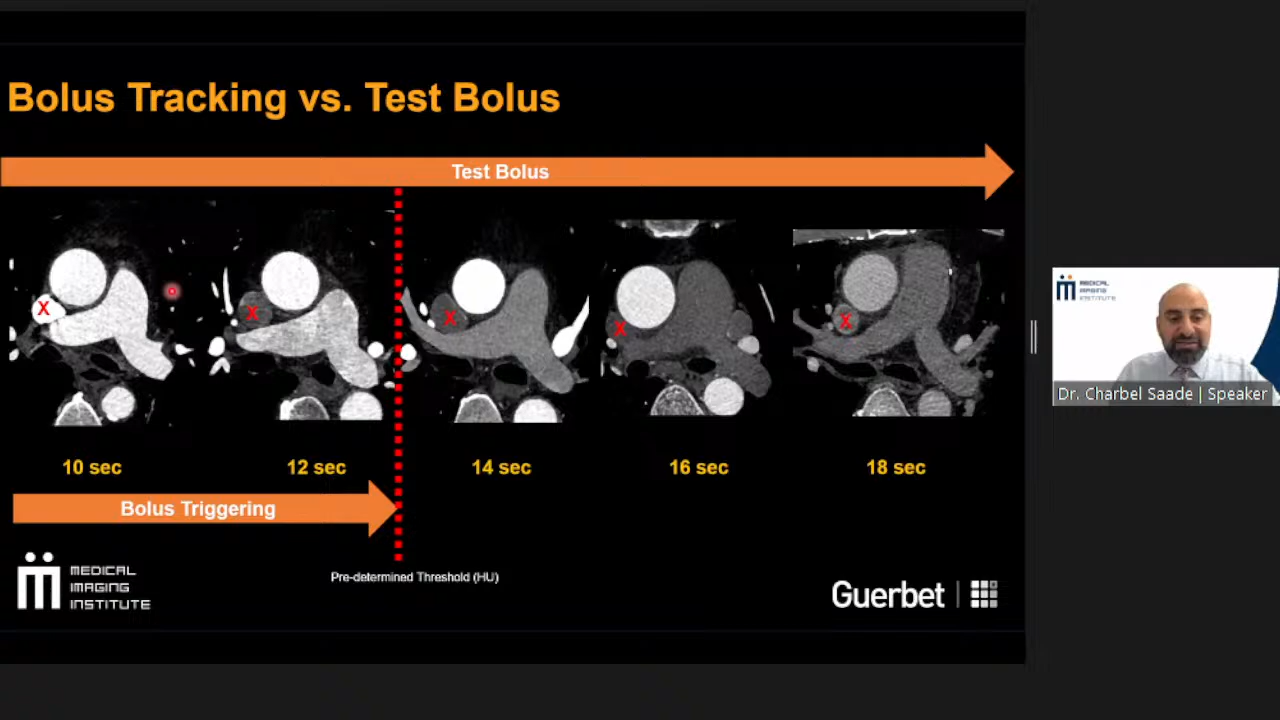 Bolus Tracking vs. Test Bolus
Test Bolus
X
X
X
X
X
10 sec
12 sec
14 sec
16 sec
18 sec
Bolus Triggering
Pre-determined Threshold (HU)
MEDICAL
IMAGING
INSTITUTE
Guerbet
MEDICAL
IMAGING
INSTITUTE
Dr. Charbel Saade | Speaker